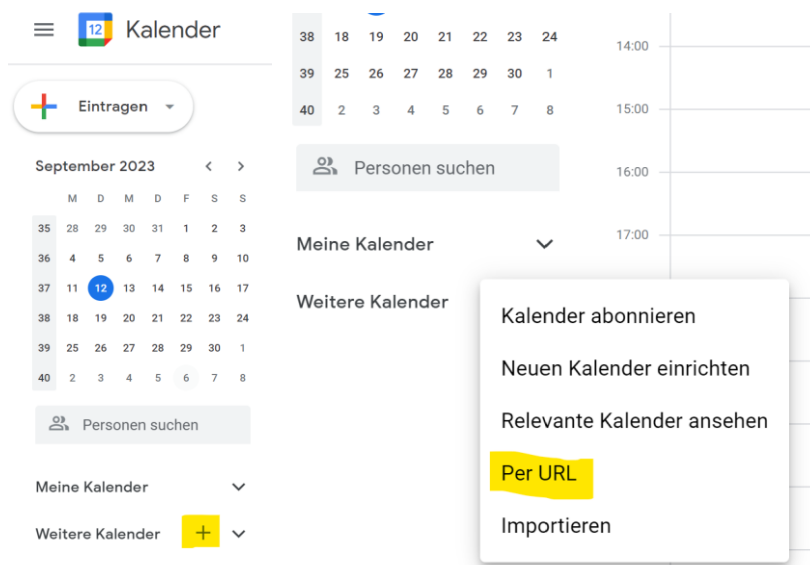 12 Kalender
Eintragen
September 2023 < >
M D M D F S S
35 28 29 30 31 1 2 3
36 4 5 6 7 8 9 10
37 11 12 13 14 15 16 17
38 18 19 20 21 22 23 24
39 25 26 27 28 29 30 1
40 2 3 4 5 6 7 8
Personen suchen
Meine Kalender
Weitere Kalender +
38 18 19 20 21 22 23 24
39 25 26 27 28 29 30 1
40 2 3 4 5 6 7 8
Personen suchen
Meine Kalender
Weitere Kalender
14:00
15:00
16:00
17:00
Kalender abonnieren
Neuen Kalender einrichten
Relevante Kalender ansehen
Per URL
Importieren